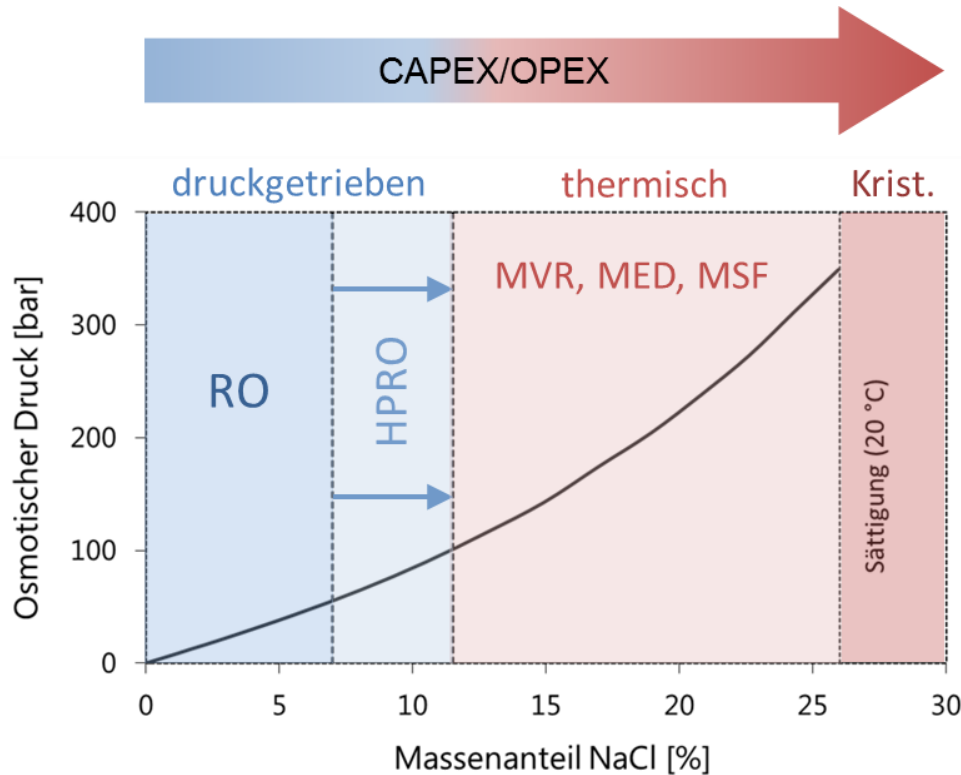 CAPEX/OPEX
druckgetrieben
thermisch
Krist.
Osmotischer Druck [bar]
400
300
200
100
0
RO
HPRO
MVR, MED, MSF
Sättigung (20 °C)
0
5
10
15
20
25
30
Massenanteil NaCl [%]